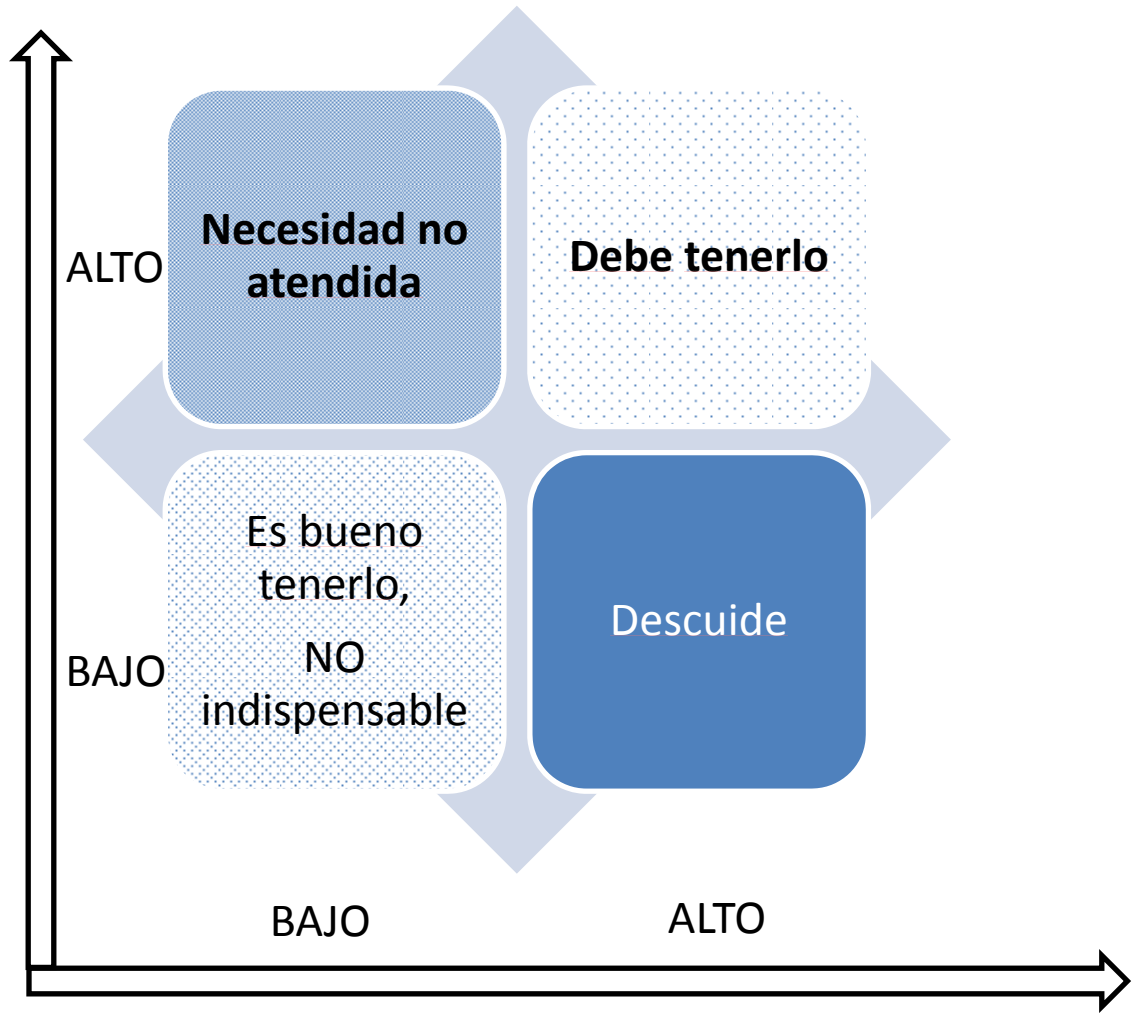 Necesidad no
atendida
Debe tenerlo
ALTO
Es bueno
tenerlo,
NO
indispensable
Descuide
BAJO
BAJO
ALTO